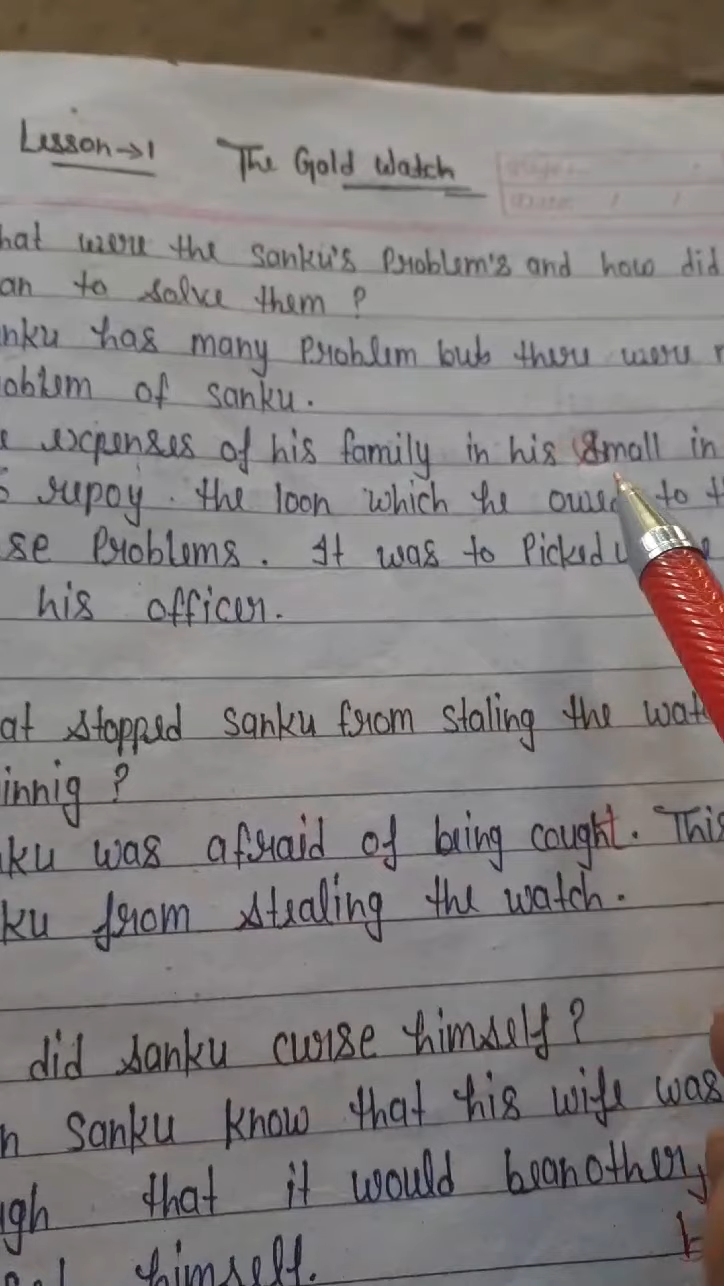 Lesson→1 The Gold Watch
hat were the Sanku's Problem's and how did
an to solve them ?
nku has many Problem but there were
oblem of sanku.
expenses of his family in his small in
rupoy. the loon which he owed to t
se Problems. It was to Picked
his officer.
at stopped Sanku from staling the wat
innig ?
ku was afraid of being cought. This
ku from stealing the watch.
did Sanku curse himself ?
n Sanku know that his wife was
ugh that it would beanother,
himself.